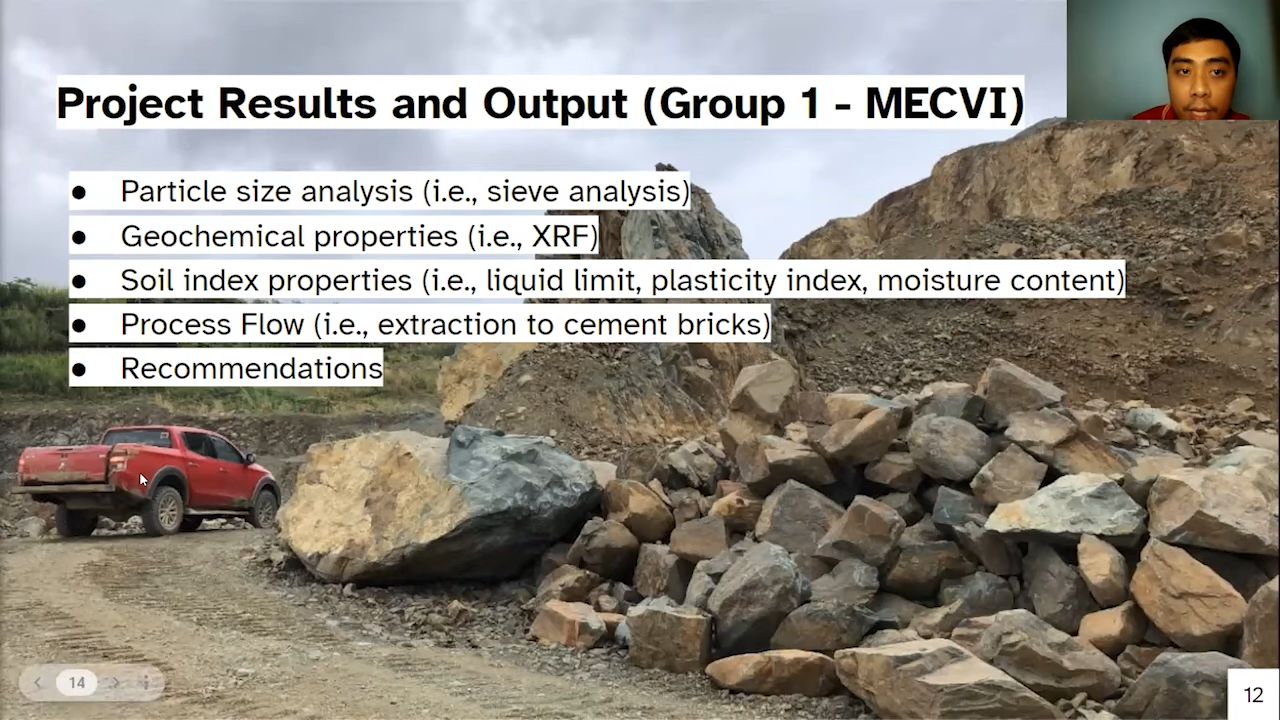 Project Results and Output (Group 1 - MECVI)
● Particle size analysis (i.e., sieve analysis)
● Geochemical properties (i.e., XRF)
● Soil index properties (i.e., liquid limit, plasticity index, moisture content)
● Process Flow (i.e., extraction to cement bricks)
● Recommendations
14
12